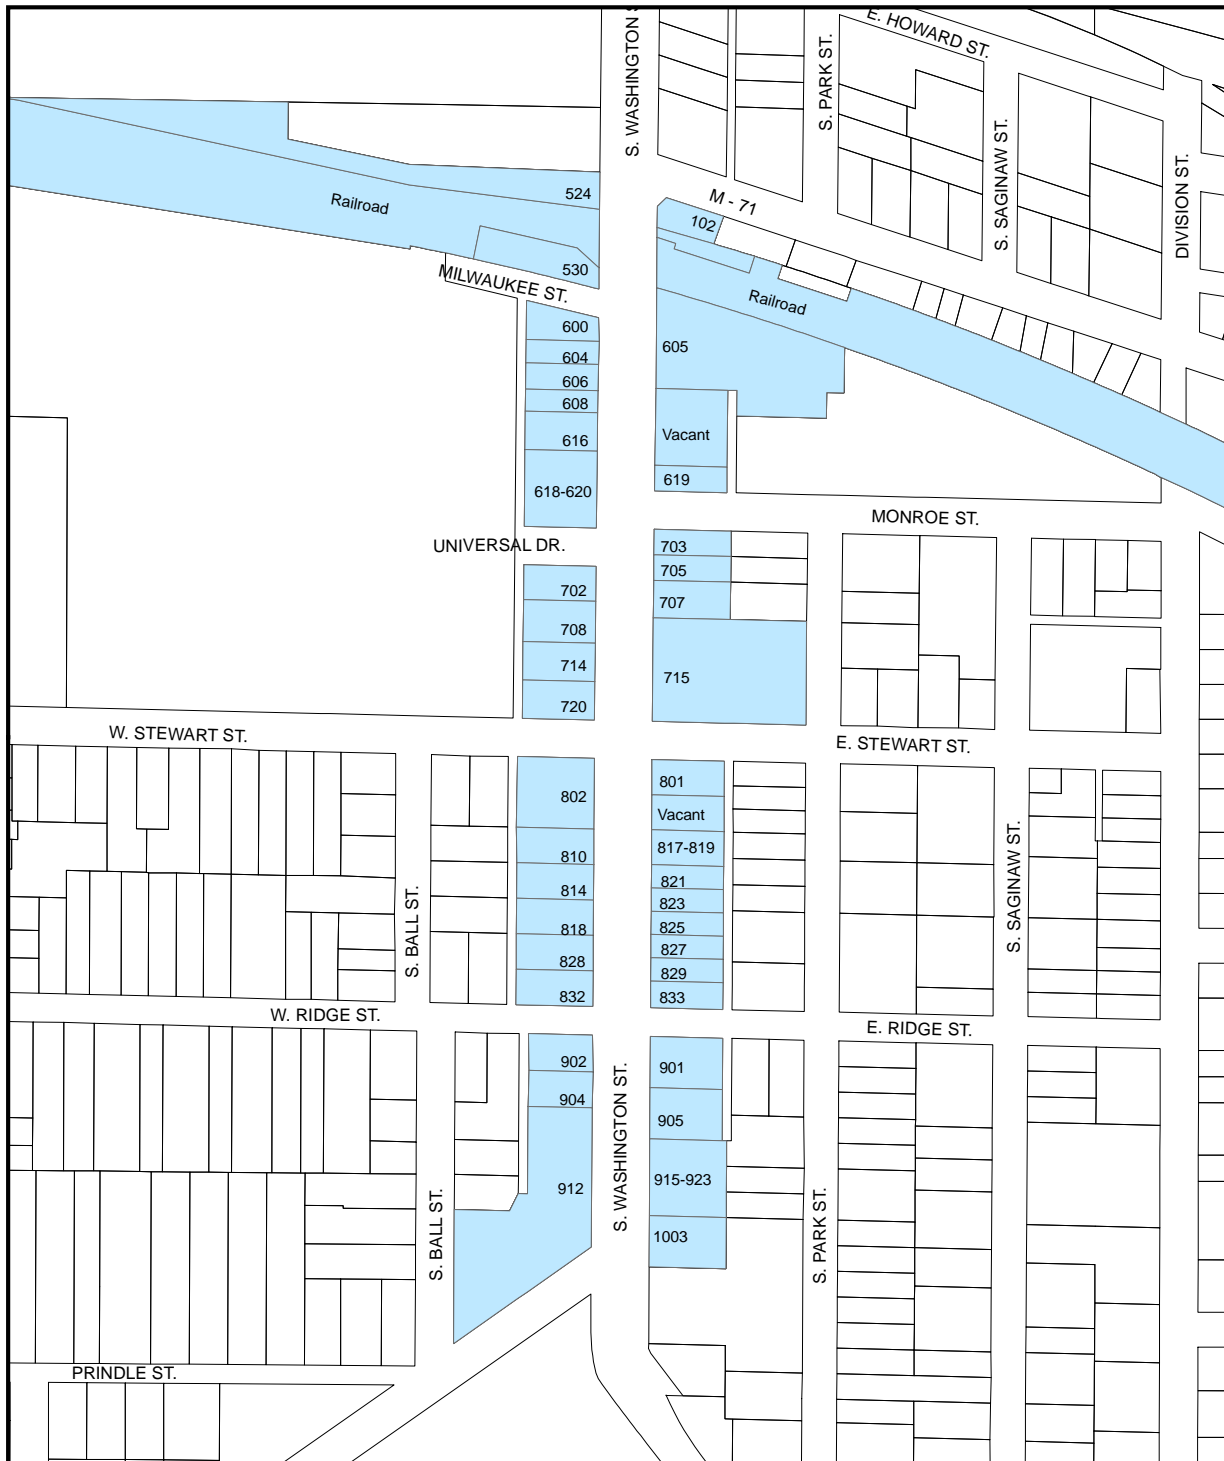 E. HOWARD ST.
S. WASHINGTON S
S. PARK ST.
S. SAGINAW ST.
DIVISION ST.
M - 71
524
Railroad
102
530
MILWAUKEE ST.
Railroad
600
604
605
606
608
616
Vacant
618-620
619
MONROE ST.
UNIVERSAL DR.
703
705
702
707
708
714
715
720
W. STEWART ST.
E. STEWART ST.
802
801
Vacant
810
817-819
814
821
823
818
825
828
827
829
832
833
S. BALL ST.
S. SAGINAW ST.
W. RIDGE ST.
E. RIDGE ST.
902
901
904
905
912
915-923
1003
S. WASHINGTON ST.
S. BALL ST.
S. PARK ST.
PRINDLE ST.